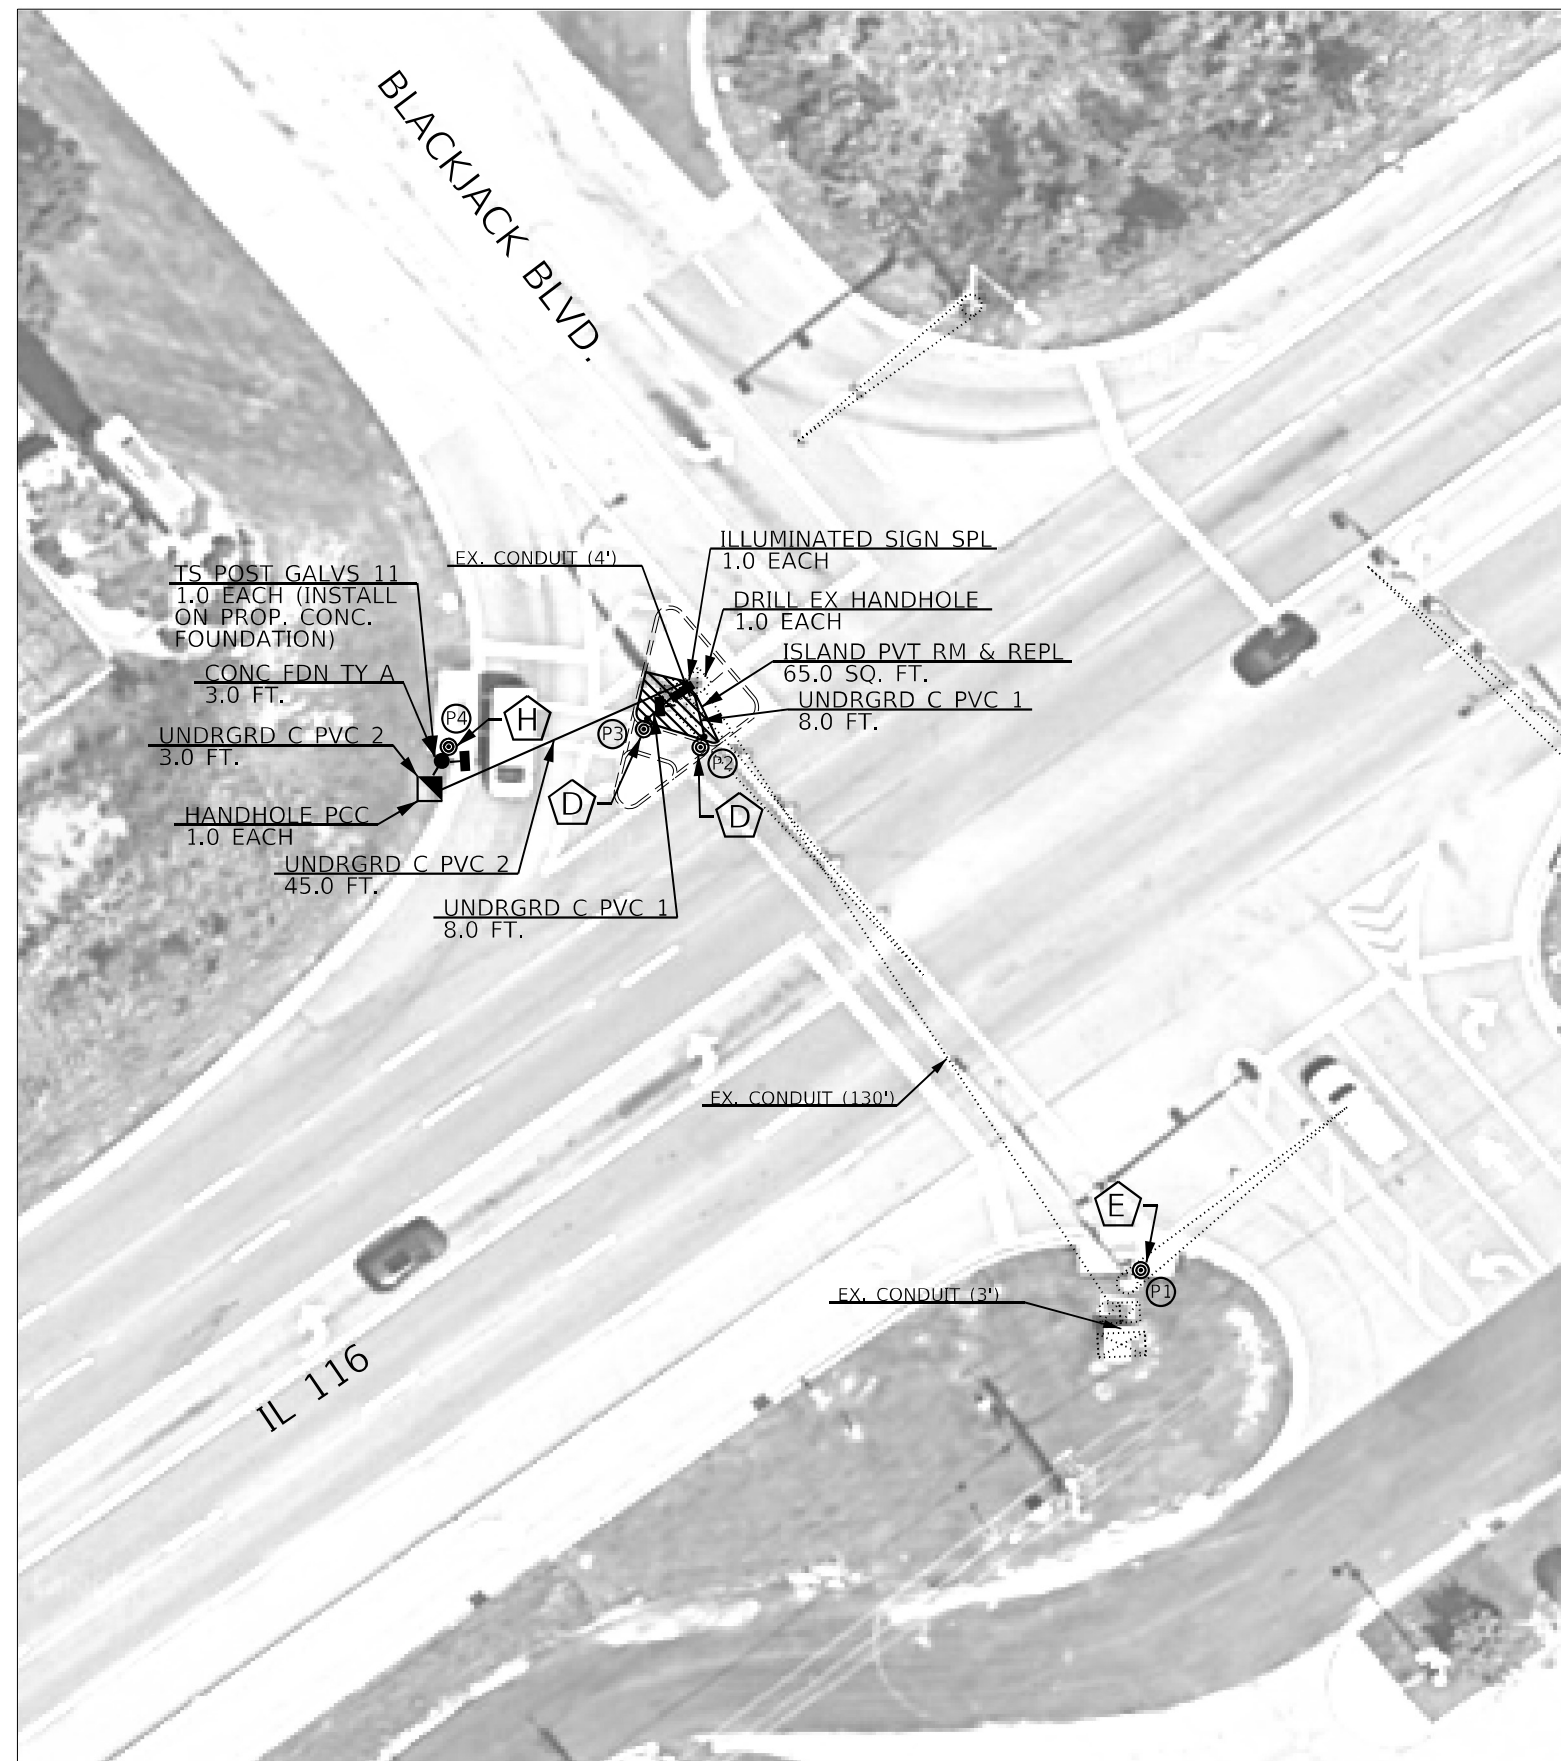 BLACKJACK BLVD.
ILLUMINATED SIGN SPL
1.0 EACH
EX. CONDUIT (4')
TS POST GALVS 11
1.0 EACH (INSTALL
ON PROP. CONC.
FOUNDATION)
DRILL EX HANDHOLE
1.0 EACH
ISLAND PVT RM & REPL
65.0 SQ. FT.
CONC FDN TY A
3.0 FT.
UNDRGRD C PVC 1
8.0 FT.
P4
H
P3
UNDRGRD C PVC 2
3.0 FT.
P2
D
D
HANDHOLE PCC
1.0 EACH
UNDRGRD C PVC 2
45.0 FT.
UNDRGRD C PVC 1
8.0 FT.
EX. CONDUIT (130')
E
P1
EX. CONDUIT (3')
IL 116